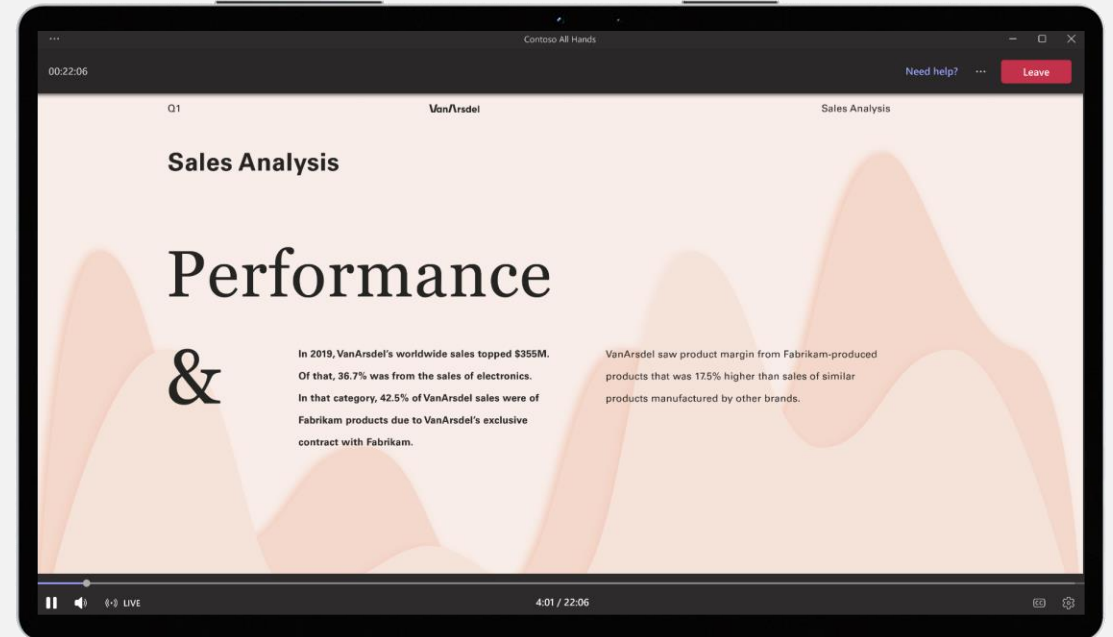 Contoso All Hands
00:22:06
Need help?
Leave
Q1
VanArsdel
Sales Analysis
Sales Analysis
Performance
&
In 2019, VanArsdel's worldwide sales topped $355M.
Of that, 36.7% was from the sales of electronics.
In that category, 42.5% of VanArsdel sales were of
Fabrikam products due to VanArsdel's exclusive
contract with Fabrikam.
VanArsdel saw product margin from Fabrikam-produced
products that was 17.5% higher than sales of similar
products manufactured by other brands.
LIVE
4:01 / 22:06
CC